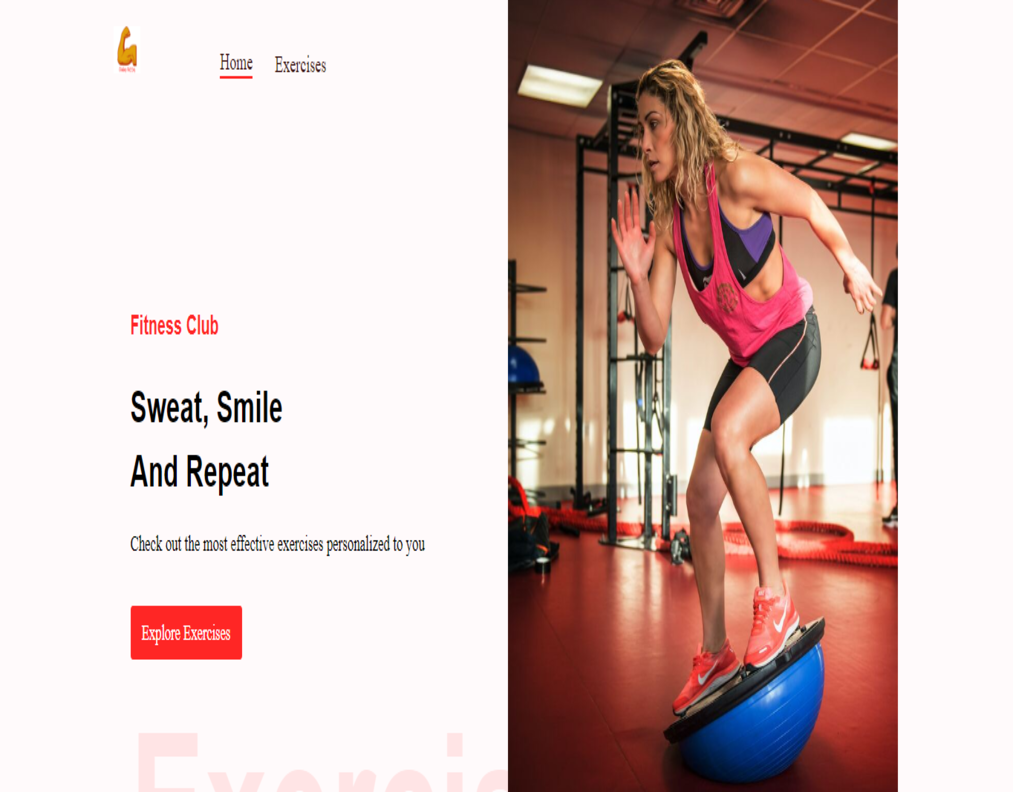 Home Exercises
Fitness Club
Sweat, Smile
And Repeat
Check out the most effective exercises personalized to you
Explore Exercises
Exercis